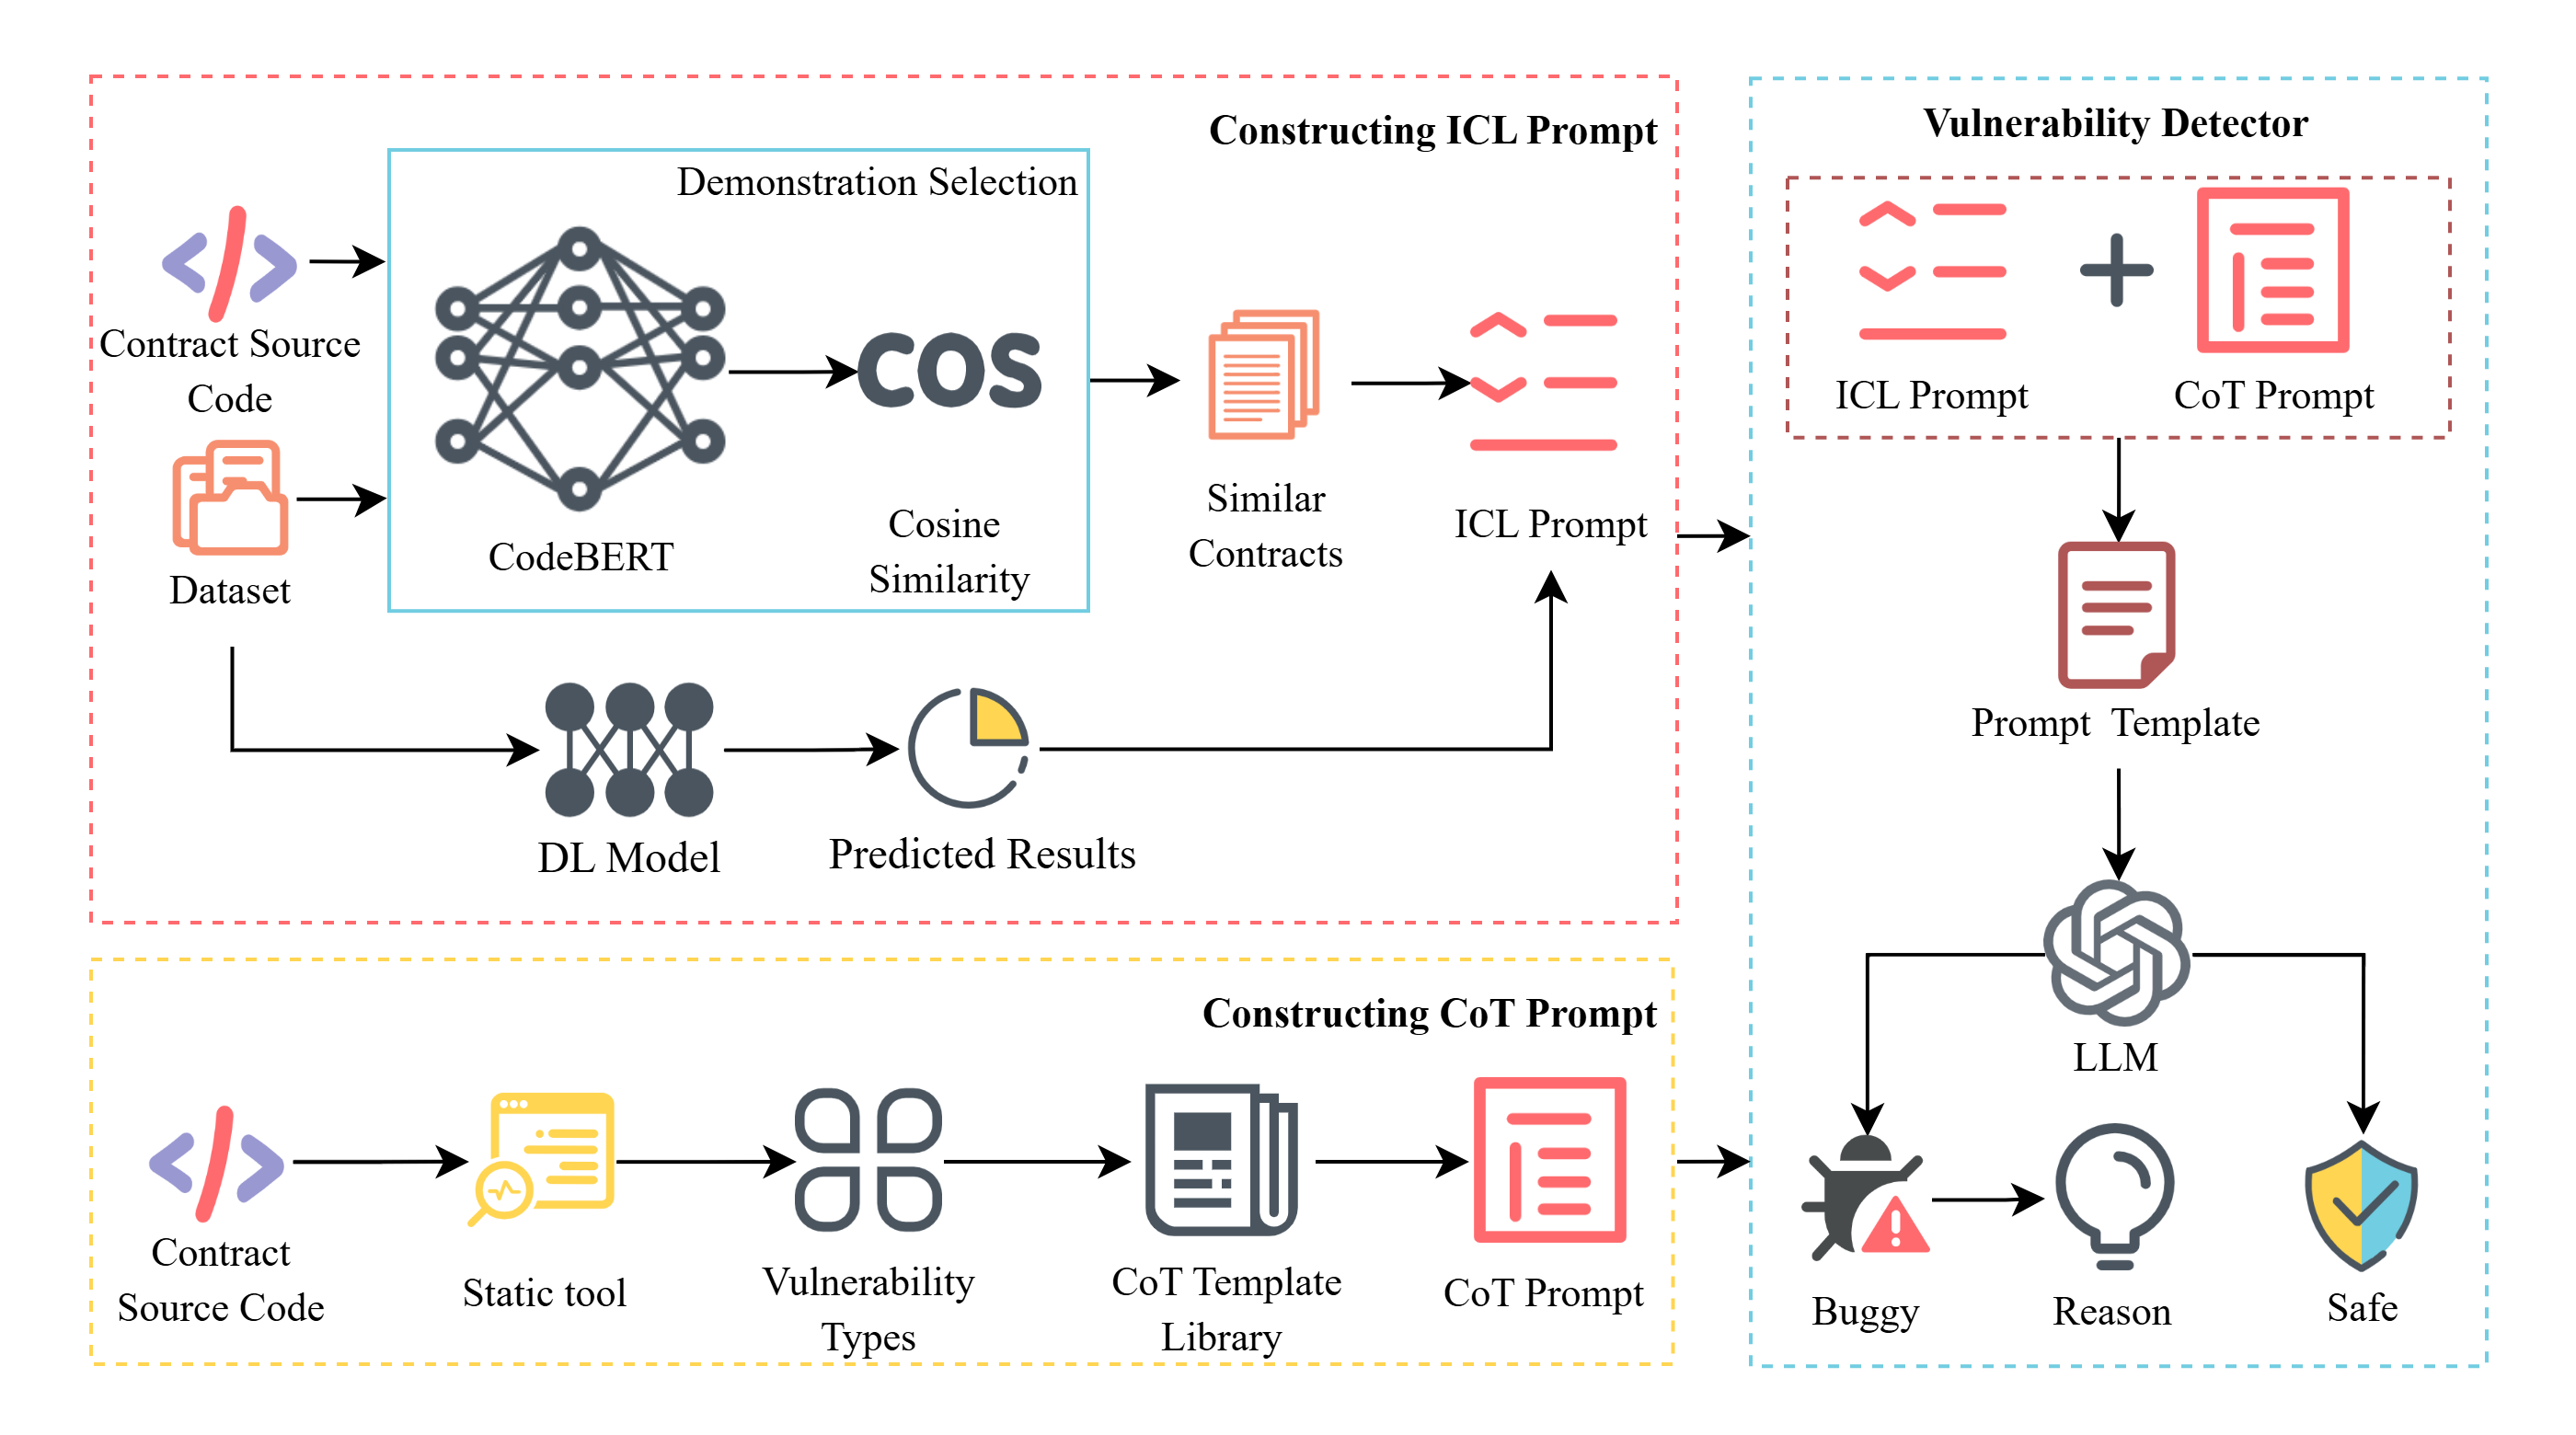 Constructing ICL Prompt
Demonstration Selection
Contract Source
Code
Dataset
CodeBERT
cos
Cosine
Similarity
Similar
Contracts
ICL Prompt
DL Model
Predicted Results
Constructing CoT Prompt
Contract
Source Code
Static tool
Vulnerability
Types
CoT Template
Library
CoT Prompt
Vulnerability Detector
ICL Prompt
CoT Prompt
Prompt Template
LLM
Buggy
Reason
Safe